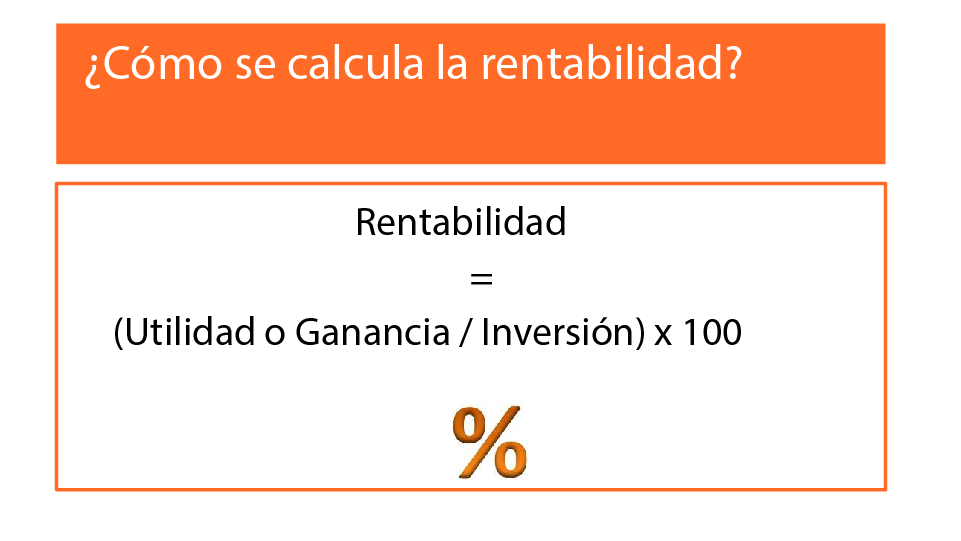 ¿Cómo se calcula la rentabilidad?
Rentabilidad
=
(Utilidad o Ganancia / Inversión) x 100
%